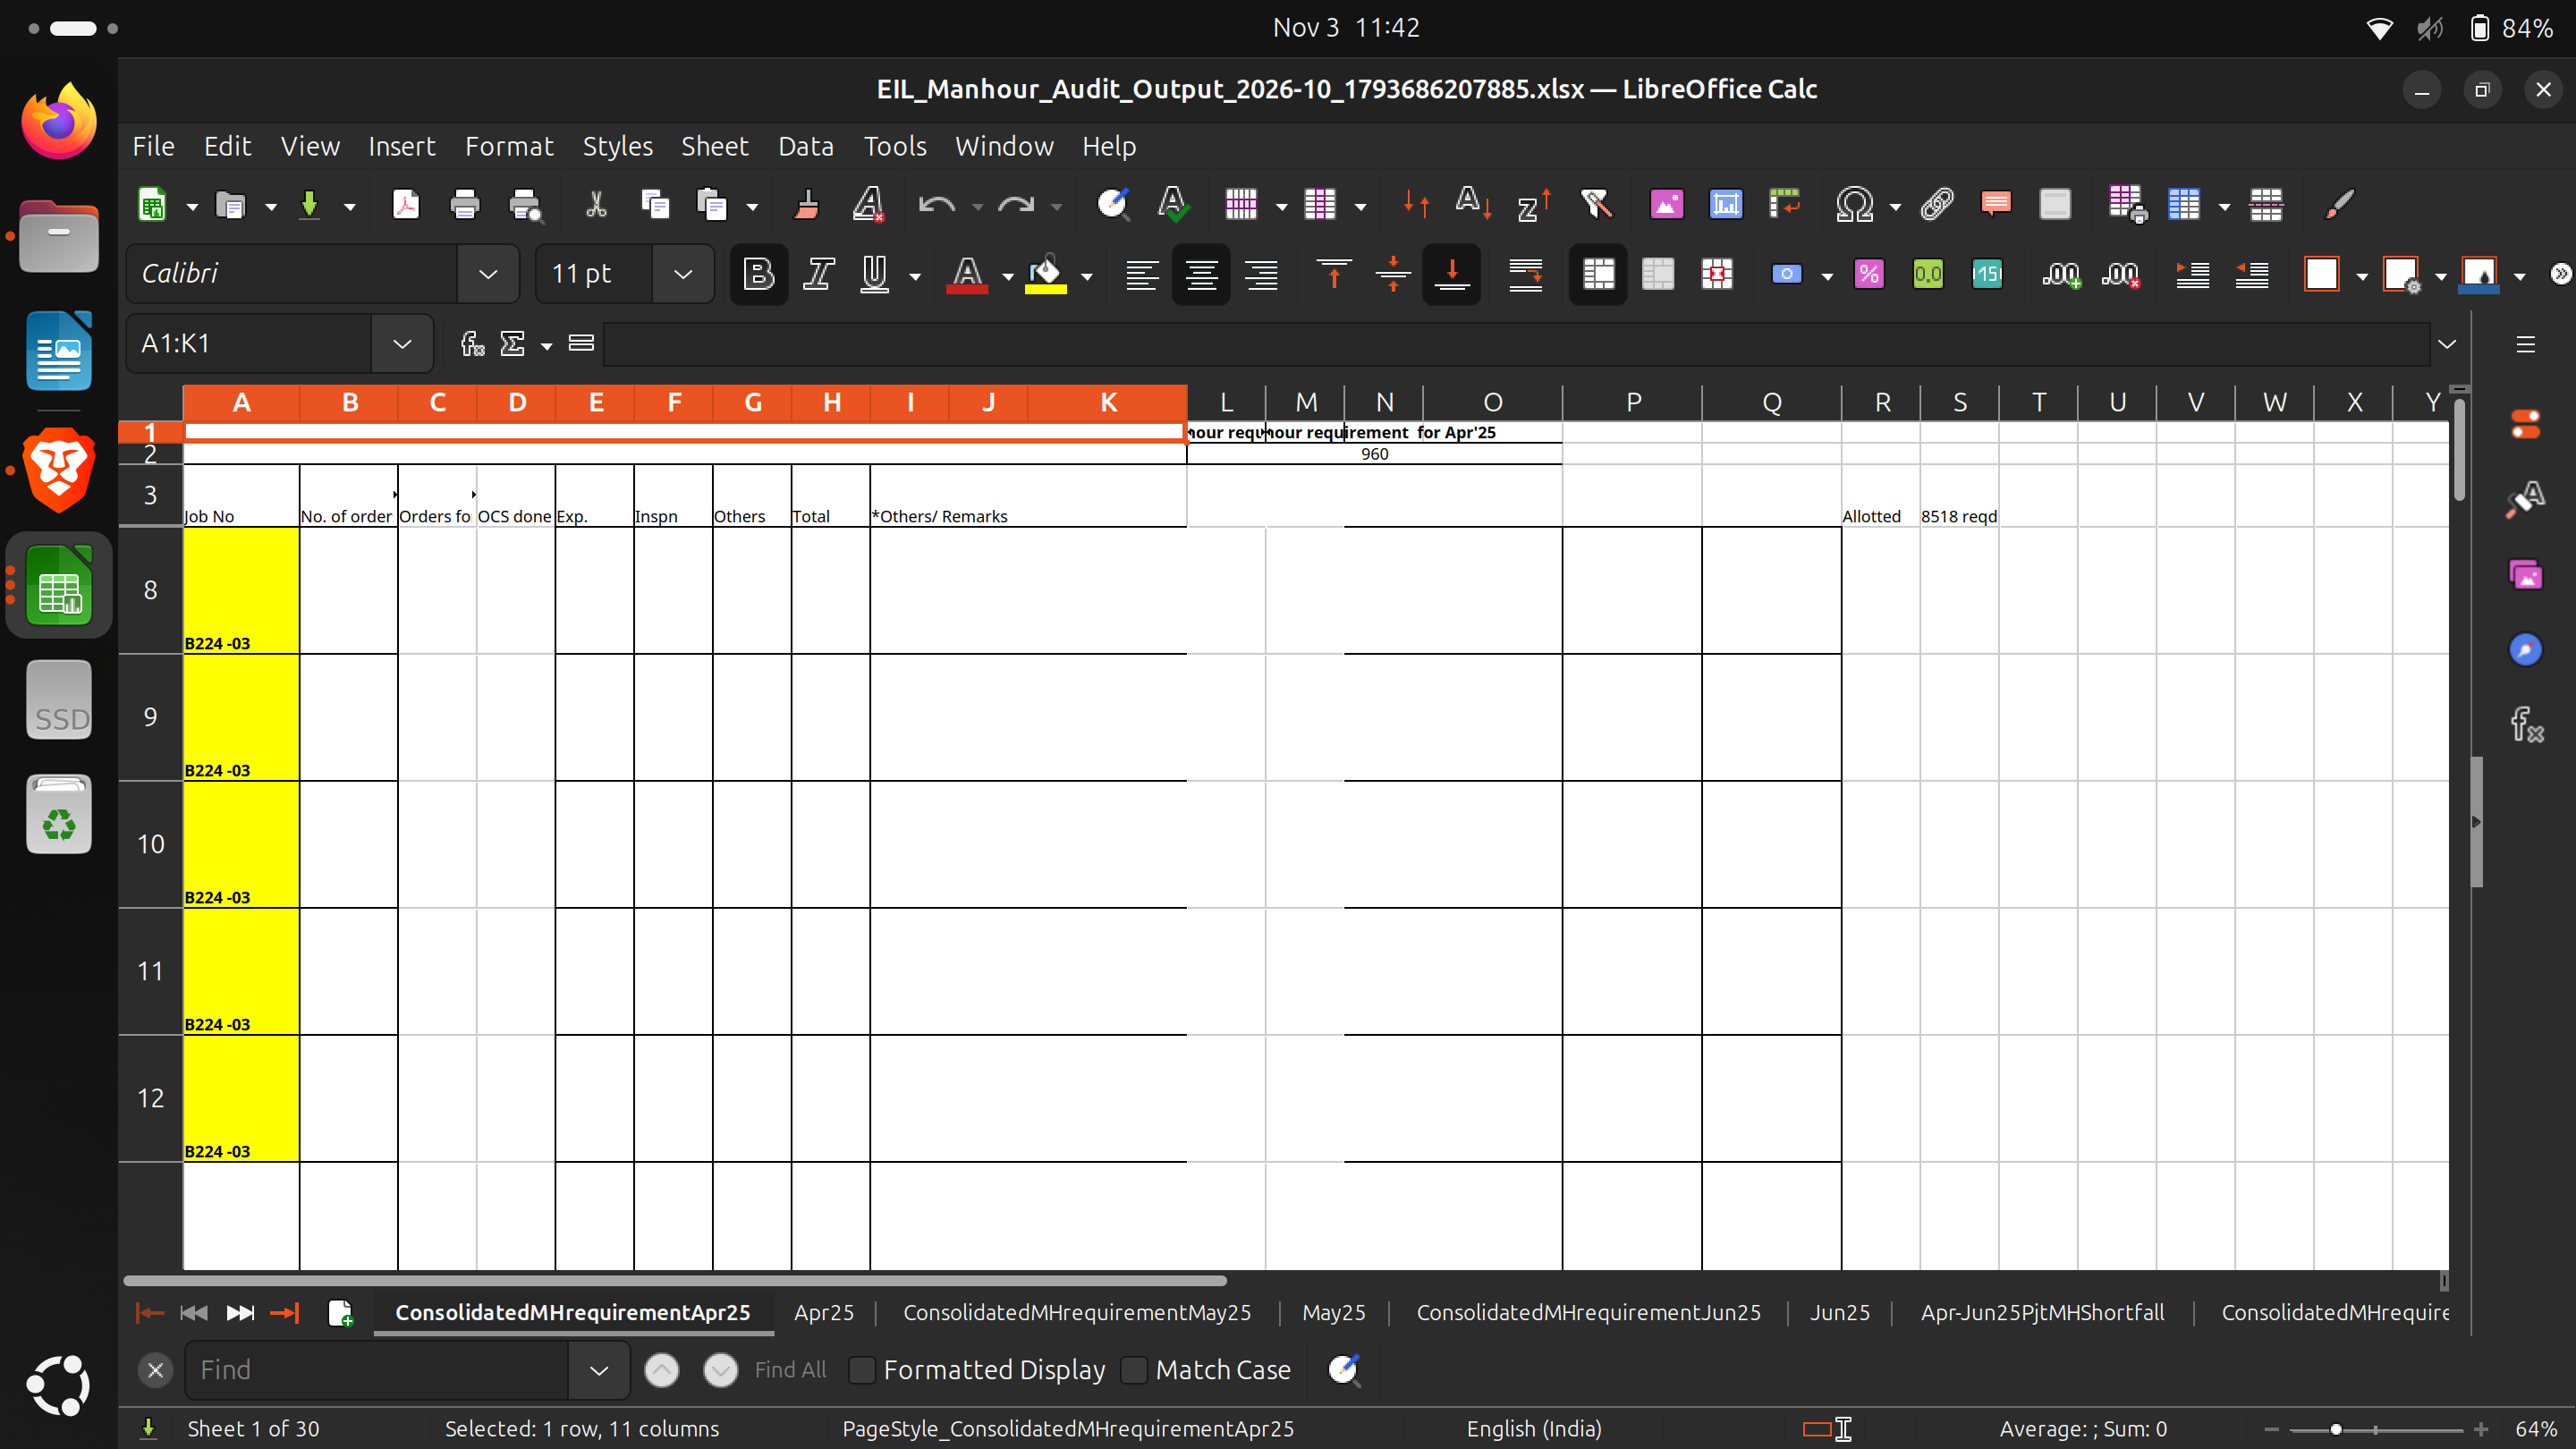 Nov 3 11:42
84%
EIL_Manhour_Audit_Output_2026-10_1793686207885.xlsx — LibreOffice Calc
File Edit View Insert Format Styles Sheet Data Tools Window Help
Calibri 11 pt
A1:K1
A B C D E F G H I J K L M N O P Q R S T U V W X Y
1 hour requ hour requirement for Apr'25
2 960
3 Job No No. of order Orders fo OCS done Exp. Inspn Others Total *Others/ Remarks Allotted 8518 reqd
8 B224 -03
9 B224 -03
10 B224 -03
11 B224 -03
12 B224 -03
SSD
ConsolidatedMHrequirementApr25 Apr25 ConsolidatedMHrequirementMay25 May25 ConsolidatedMHrequirementJun25 Jun25 Apr-Jun25PjtMHShortfall ConsolidatedMHrequire
Find Find All Formatted Display Match Case
Sheet 1 of 30 Selected: 1 row, 11 columns PageStyle_ConsolidatedMHrequirementApr25 English (India) Average: ; Sum: 0 64%